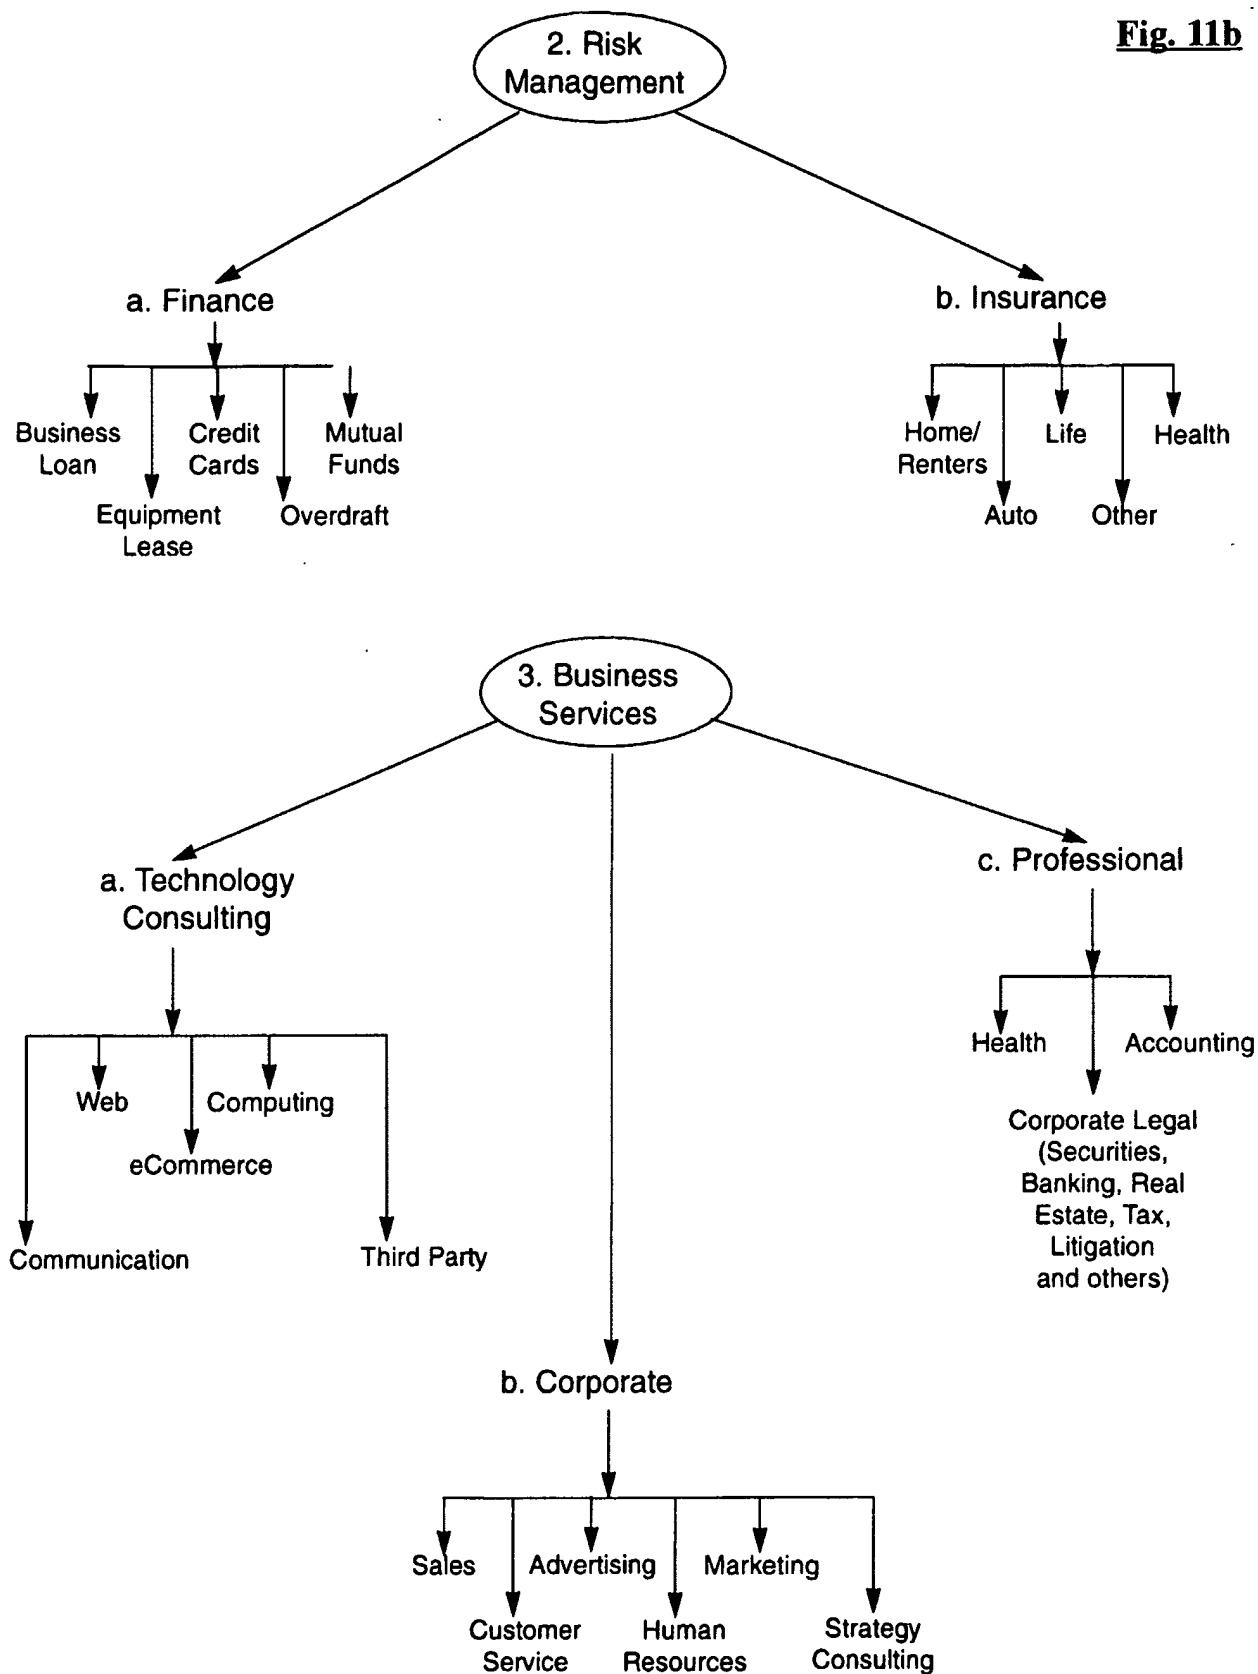 Fig. 11b
2. Risk
Management
a. Finance
b. Insurance
Business
Loan
Credit
Cards
Mutual
Funds
Equipment
Lease
Overdraft
Home/
Renters
Life
Health
Auto
Other
3. Business
Services
a. Technology
Consulting
c. Professional
Web
Computing
eCommerce
Communication
Third Party
Health
Accounting
Corporate Legal
(Securities,
Banking, Real
Estate, Tax,
Litigation
and others)
b. Corporate
Sales
Advertising
Marketing
Customer
Service
Human
Resources
Strategy
Consulting